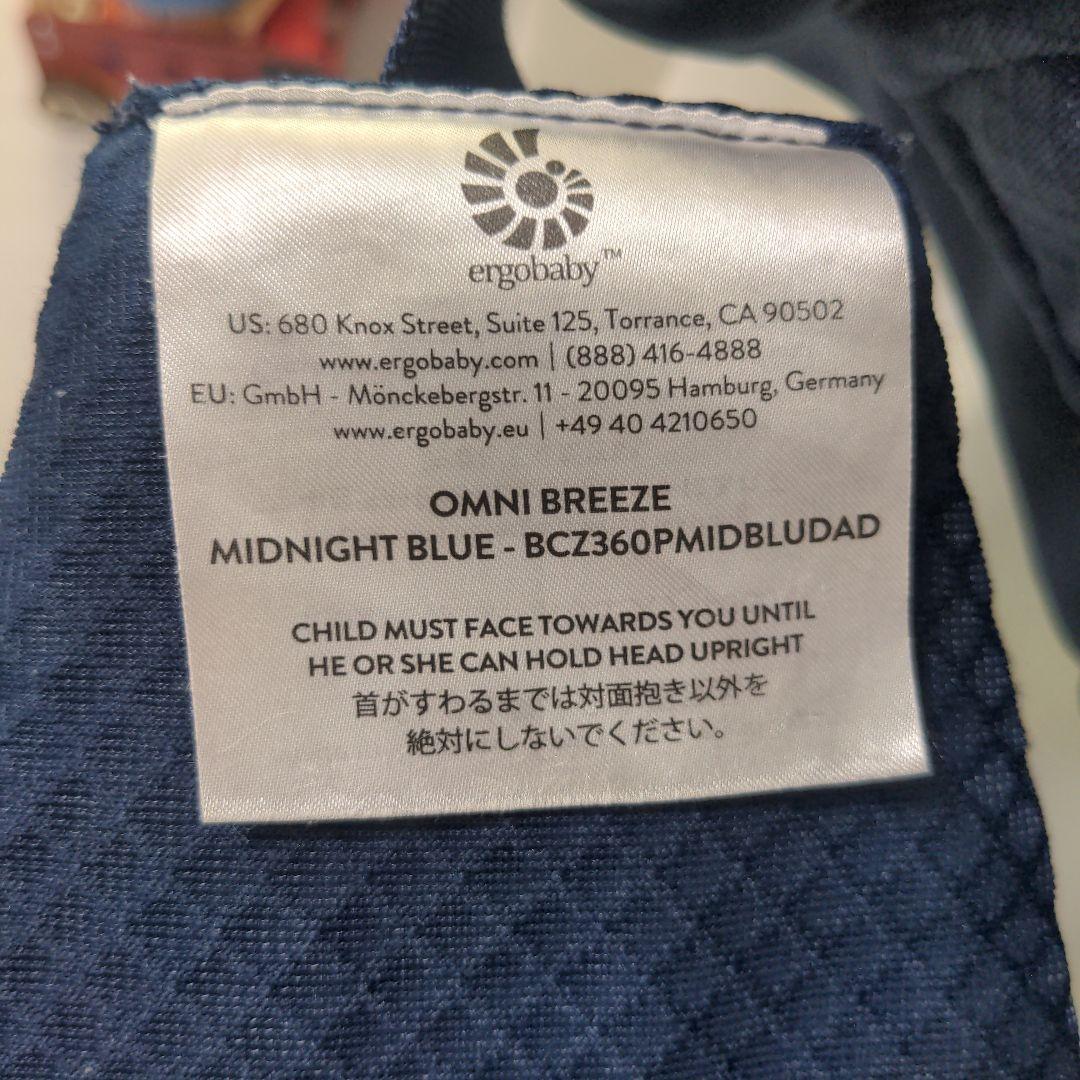 ergobaby™
US: 680 Knox Street, Suite 125, Torrance, CA 90502
www.ergobaby.com | (888) 416-4888
EU: GmbH - Mönckebergstr. 11 - 20095 Hamburg, Germany
www.ergobaby.eu | +49 40 4210650
OMNI BREEZE
MIDNIGHT BLUE - BCZ360PMIDBLUDAD
CHILD MUST FACE TOWARDS YOU UNTIL
HE OR SHE CAN HOLD HEAD UPRIGHT
首がすわるまでは対面抱き以外を
絶対にしないでください。